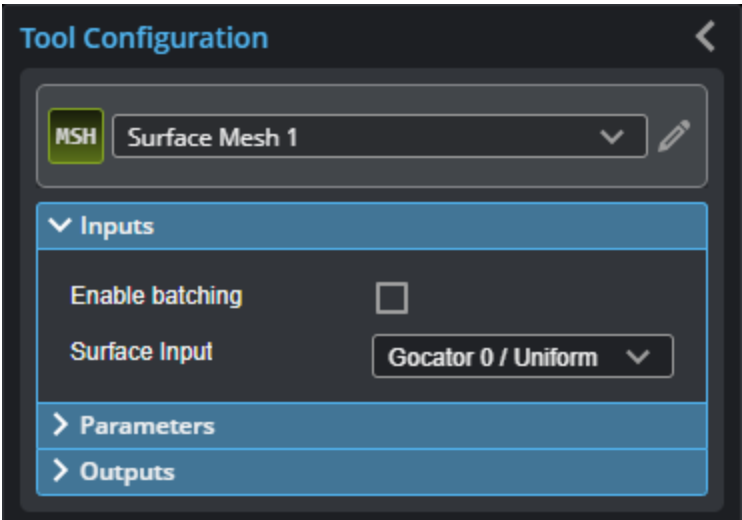 Tool Configuration
MSH Surface Mesh 1
Inputs
Enable batching
Surface Input Gocator 0 / Uniform
Parameters
Outputs